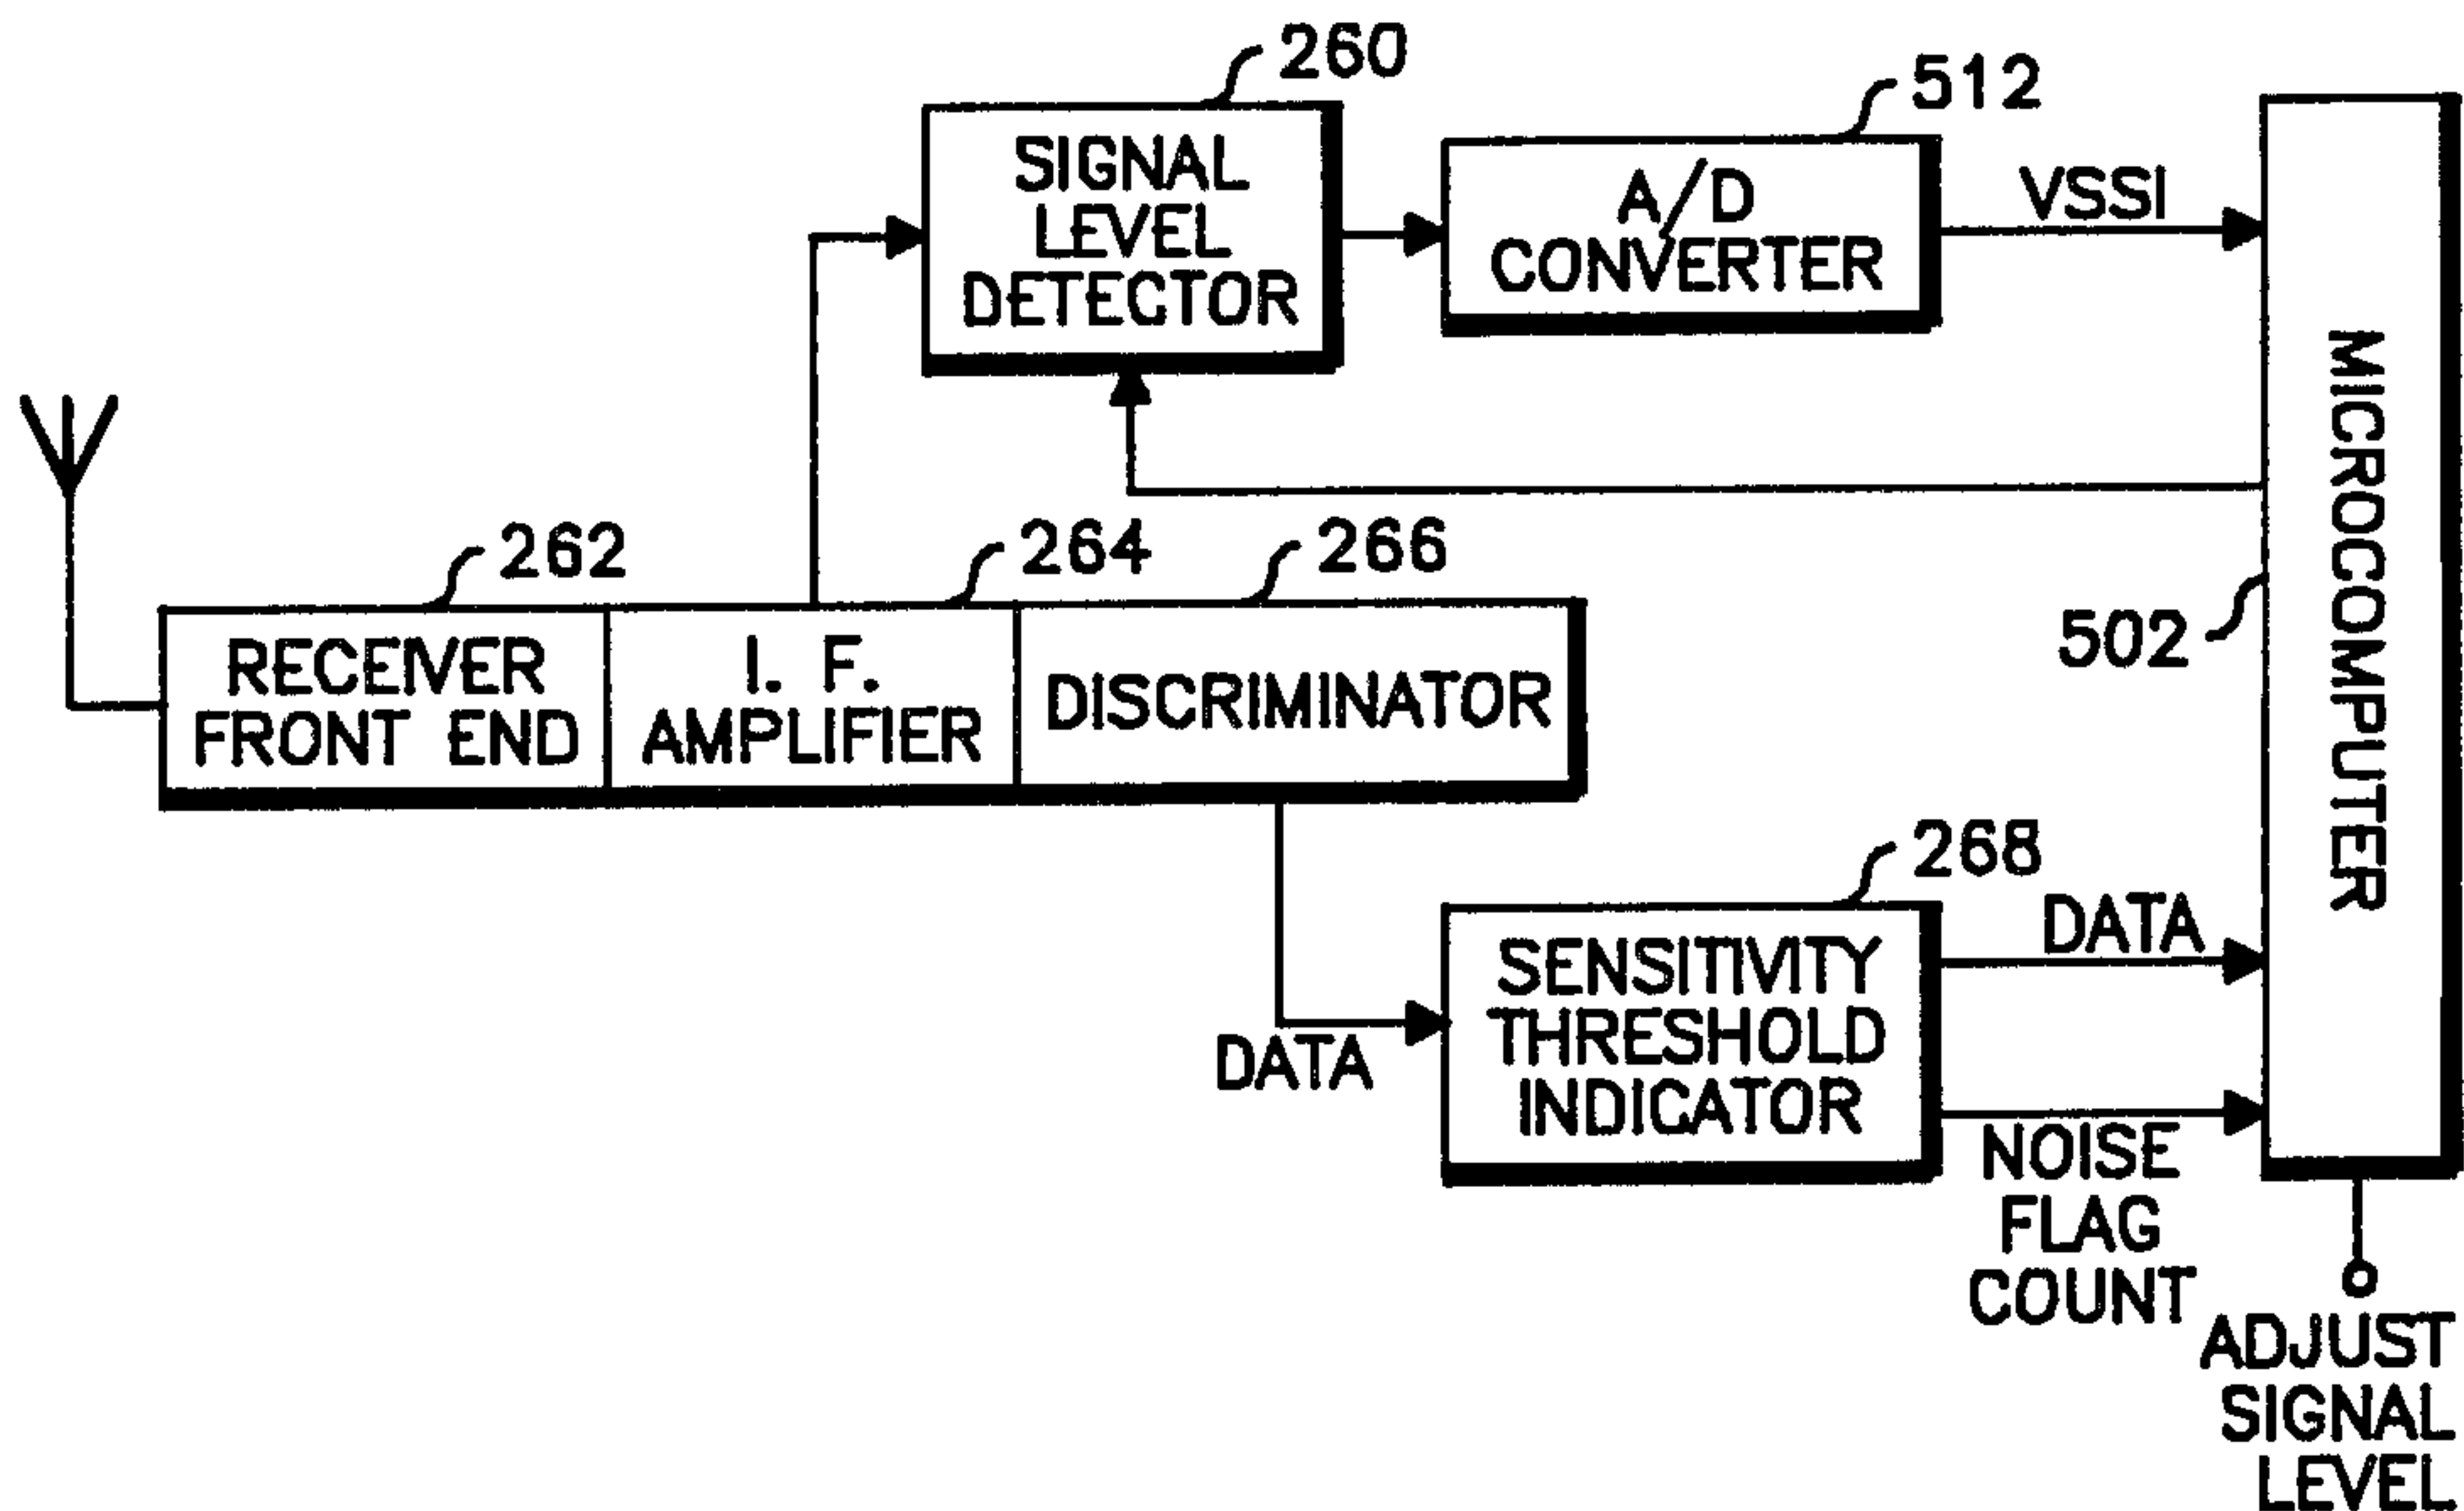 260
512
SIGNAL
LEVEL
DETECTOR
A/D
CONVERTER
VSSI
MICROCOMPUTER
262
264
266
502
RECEIVER
FRONT END
I. F.
AMPLIFIER
DISCRIMINATOR
268
DATA
SENSITIVITY
THRESHOLD
INDICATOR
DATA
NOISE
FLAG
COUNT
ADJUST
SIGNAL
LEVEL